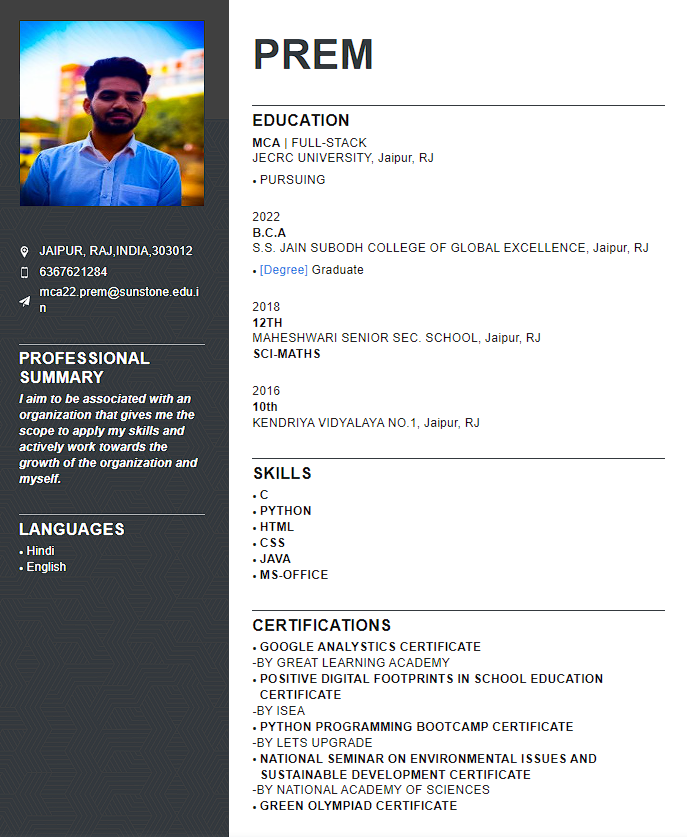 PREM
JAIPUR, RAJ,INDIA,303012
6367621284
mca22.prem@sunstone.edu.i
n
PROFESSIONAL
SUMMARY
I aim to be associated with an
organization that gives me the
scope to apply my skills and
actively work towards the
growth of the organization and
myself.
LANGUAGES
• Hindi
• English
EDUCATION
MCA | FULL-STACK
JECRC UNIVERSITY, Jaipur, RJ
• PURSUING
2022
B.C.A
S.S. JAIN SUBODH COLLEGE OF GLOBAL EXCELLENCE, Jaipur, RJ
• [Degree] Graduate
2018
12TH
MAHESHWARI SENIOR SEC. SCHOOL, Jaipur, RJ
SCI-MATHS
2016
10th
KENDRIYA VIDYALAYA NO.1, Jaipur, RJ
SKILLS
• C
• PYTHON
• HTML
• CSS
• JAVA
• MS-OFFICE
CERTIFICATIONS
• GOOGLE ANALYSTICS CERTIFICATE
-BY GREAT LEARNING ACADEMY
• POSITIVE DIGITAL FOOTPRINTS IN SCHOOL EDUCATION
CERTIFICATE
-BY ISEA
• PYTHON PROGRAMMING BOOTCAMP CERTIFICATE
-BY LETS UPGRADE
• NATIONAL SEMINAR ON ENVIRONMENTAL ISSUES AND
SUSTAINABLE DEVELOPMENT CERTIFICATE
-BY NATIONAL ACADEMY OF SCIENCES
• GREEN OLYMPIAD CERTIFICATE